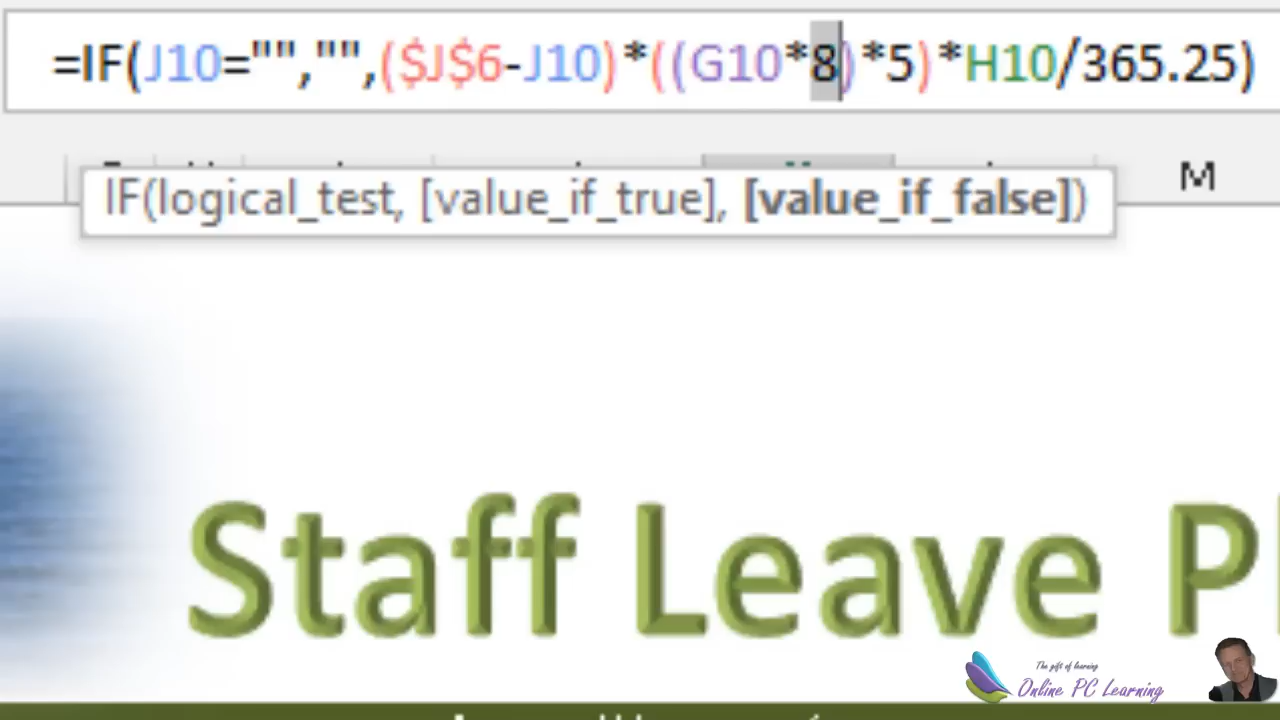 =IF(J10="","",($J$6-J10)*((G10*8)*5)*H10/365.25)
M
IF(logical_test, [value_if_true], [value_if_false])
Staff Leave
The gift of learning
Online PC Learning